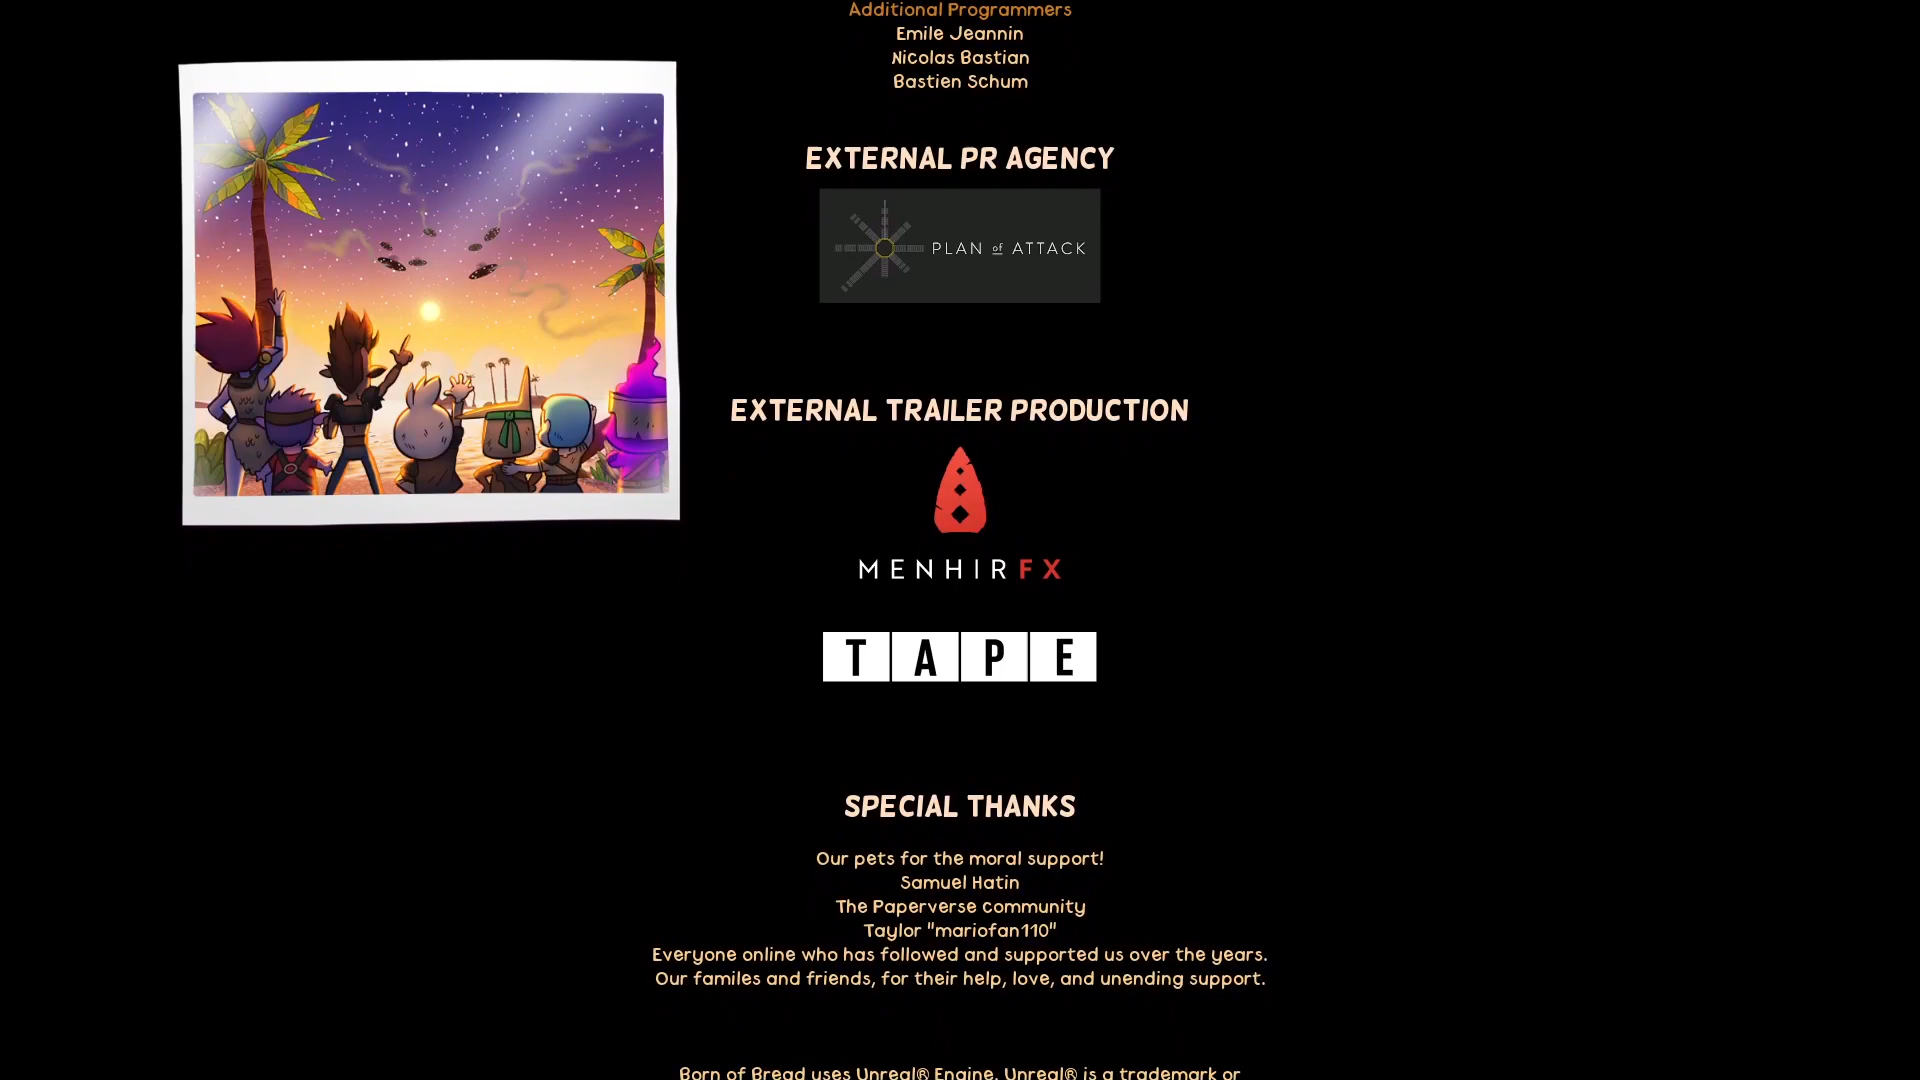 Additional Programmers
Emile Jeannin
Nicolas Bastian
Bastien Schum
EXTERNAL PR AGENCY
PLAN of ATTACK
EXTERNAL TRAILER PRODUCTION
MENHIRFX
TAPE
SPECIAL THANKS
Our pets for the moral support!
Samuel Hatin
The Paperverse community
Taylor "mariofan110"
Everyone online who has followed and supported us over the years.
Our familes and friends, for their help, love, and unending support.
Born of Bread uses Unreal® Engine. Unreal® is a trademark or